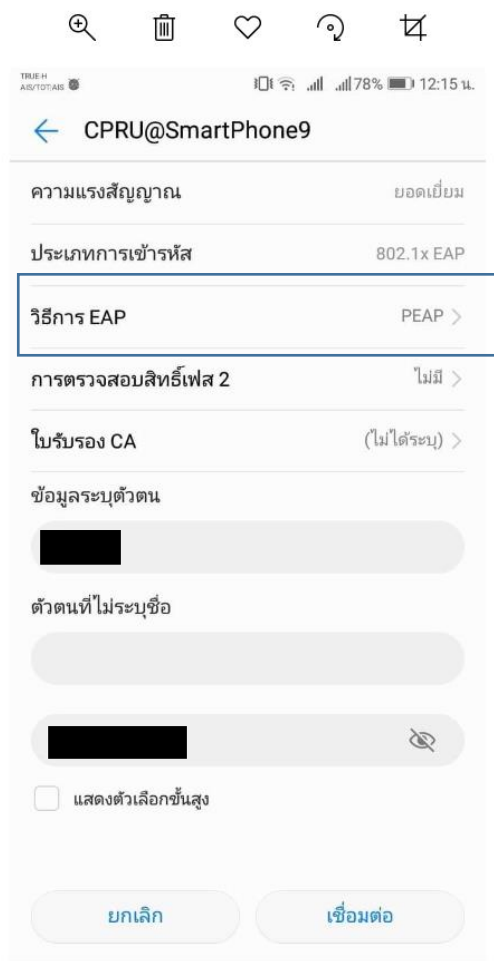 TRUE-H
AIS/TOT/AIS
78% 12:15 น.
CPRU@SmartPhone9
ความแรงสัญญาณ ยอดเยี่ยม
ประเภทการเข้ารหัส 802.1x EAP
วิธีการ EAP PEAP
การตรวจสอบสิทธิ์เฟส 2 ไม่มี
ใบรับรอง CA (ไม่ได้ระบุ)
ข้อมูลระบุตัวตน
ตัวตนที่ไม่ระบุชื่อ
แสดงตัวเลือกขั้นสูง
ยกเลิก เชื่อมต่อ